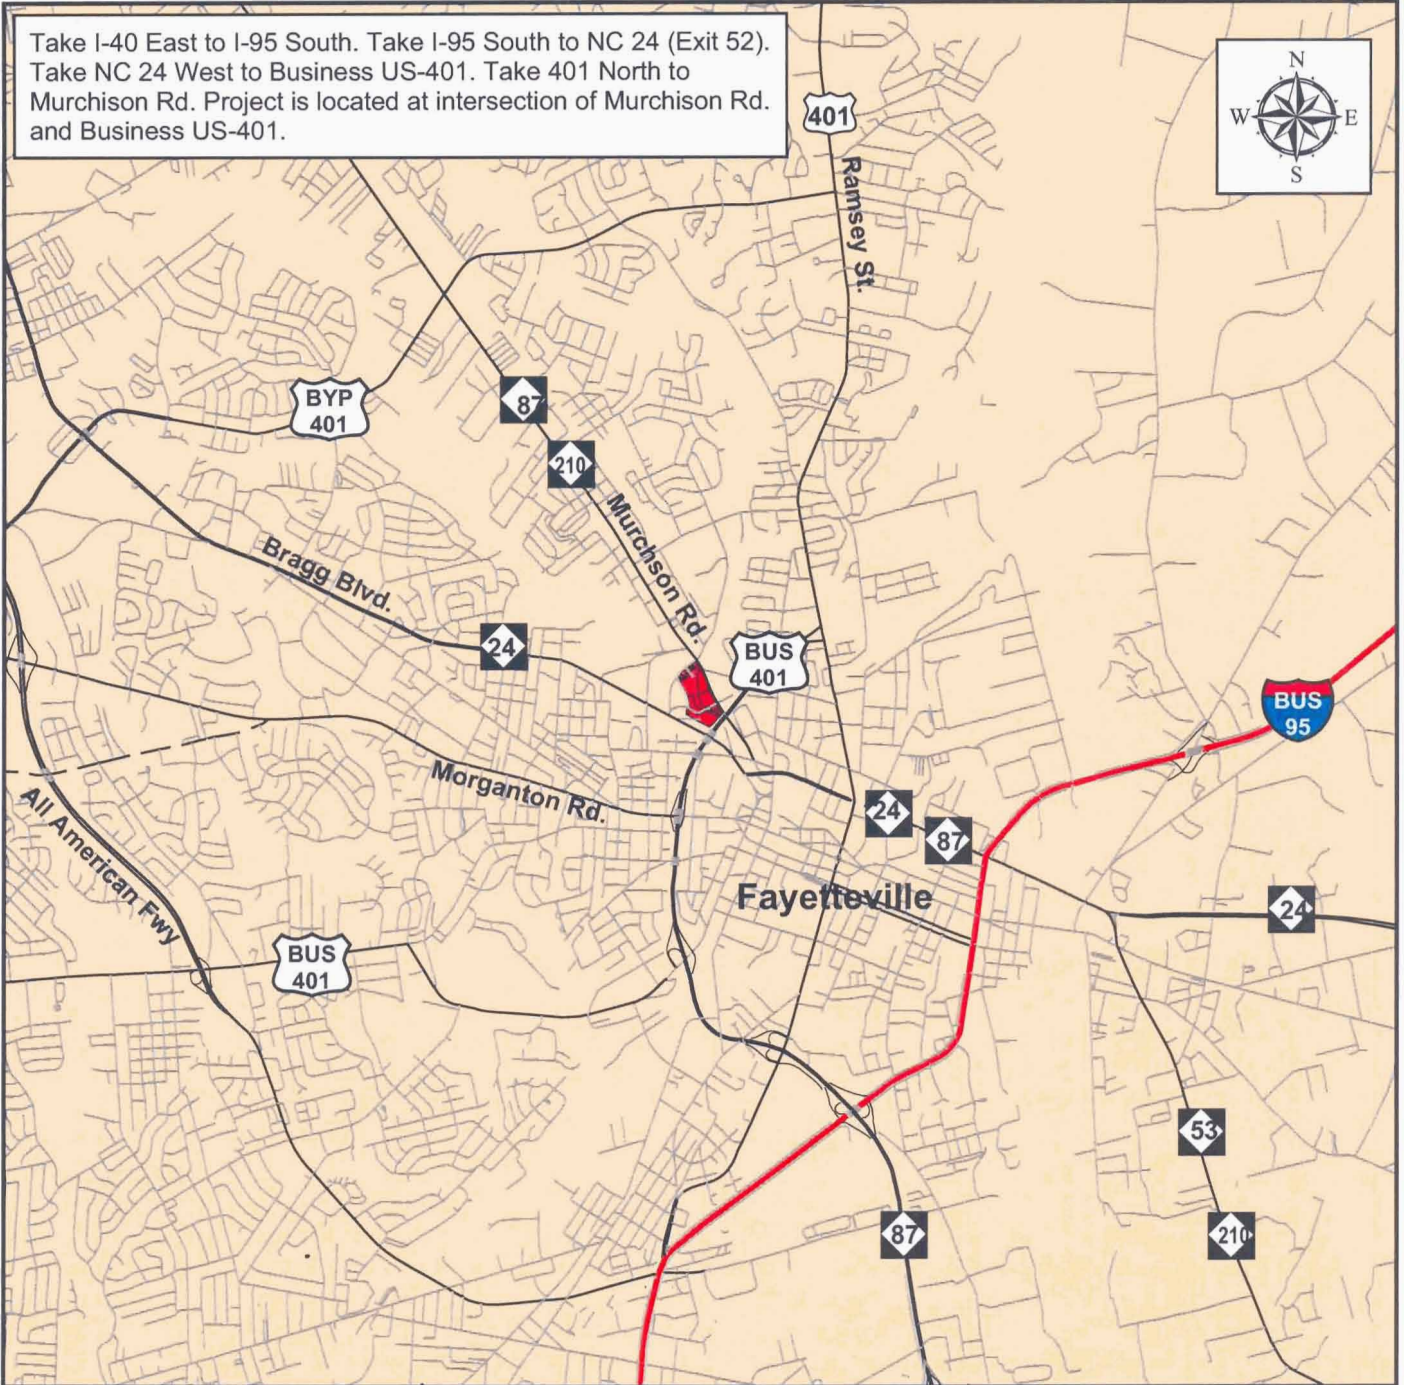 Take I-40 East to I-95 South. Take I-95 South to NC 24 (Exit 52).
Take NC 24 West to Business US-401. Take 401 North to
Murchison Rd. Project is located at intersection of Murchison Rd.
and Business US-401.
N
W E
S
401
Ramsey St.
BYP
401
87
210
Murchson Rd.
Bragg Blvd.
24
BUS
401
BUS
95
Morganton Rd.
24
87
All American Fwy
Fayetteville
24
BUS
401
53
87
210